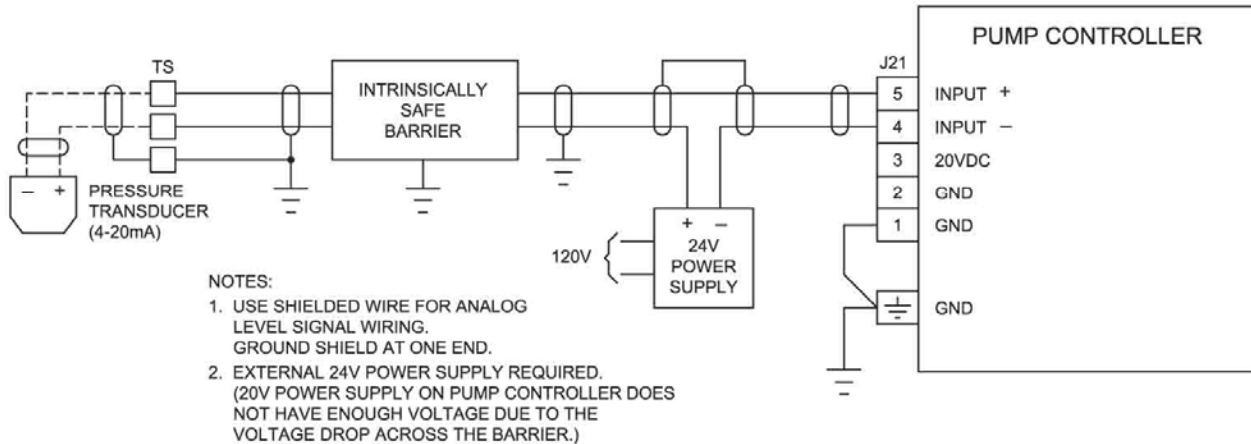 PUMP CONTROLLER
J21
5 INPUT +
4 INPUT –
3 20VDC
2 GND
1 GND
GND
TS
INTRINSICALLY
SAFE
BARRIER
– +
PRESSURE
TRANSDUCER
(4-20mA)
+ –
24V
POWER
SUPPLY
120V
NOTES:
1. USE SHIELDED WIRE FOR ANALOG
LEVEL SIGNAL WIRING.
GROUND SHIELD AT ONE END.
2. EXTERNAL 24V POWER SUPPLY REQUIRED.
(20V POWER SUPPLY ON PUMP CONTROLLER DOES
NOT HAVE ENOUGH VOLTAGE DUE TO THE
VOLTAGE DROP ACROSS THE BARRIER.)